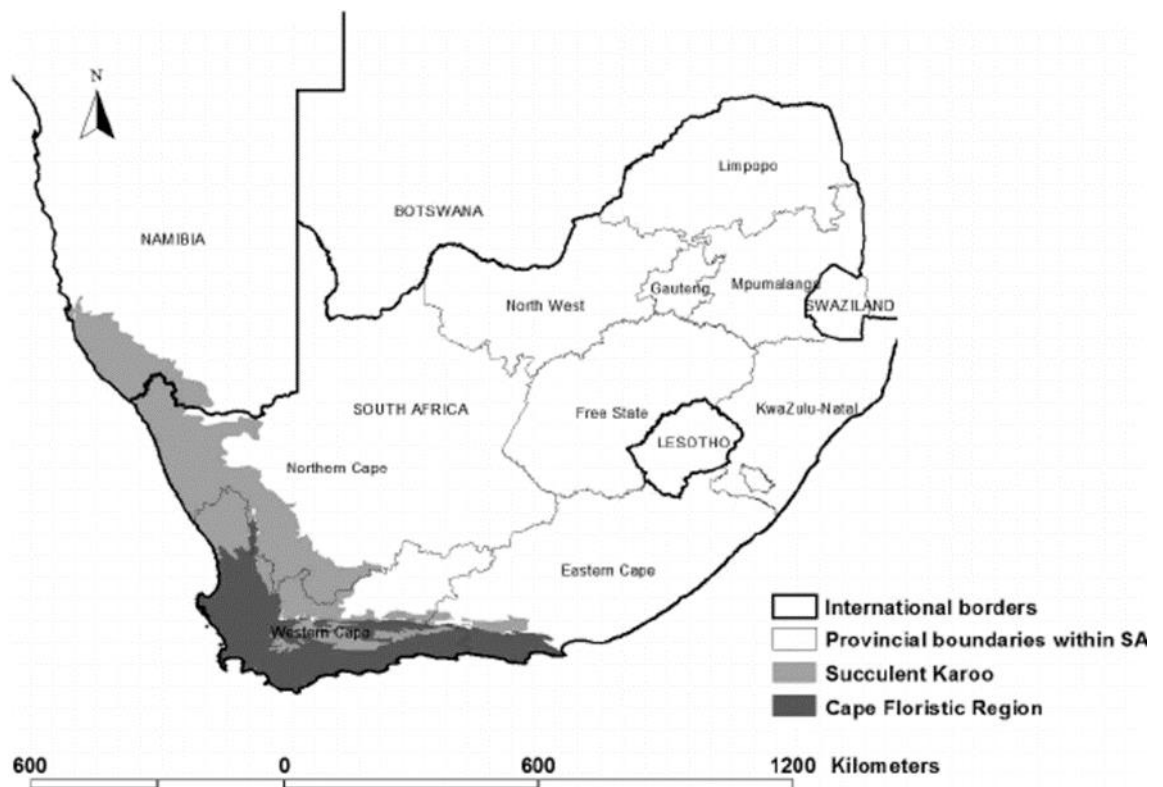 N
Limpopo
BOTSWANA
NAMIBIA
Gauteng
Mpumalanga
North West
SWAZILAND
SOUTH AFRICA
Free State
KwaZulu-Natal
LESOTHO
Northern Cape
Eastern Cape
Western Cape
International borders
Provincial boundaries within SA
Succulent Karoo
Cape Floristic Region
600 0 600 1200 Kilometers